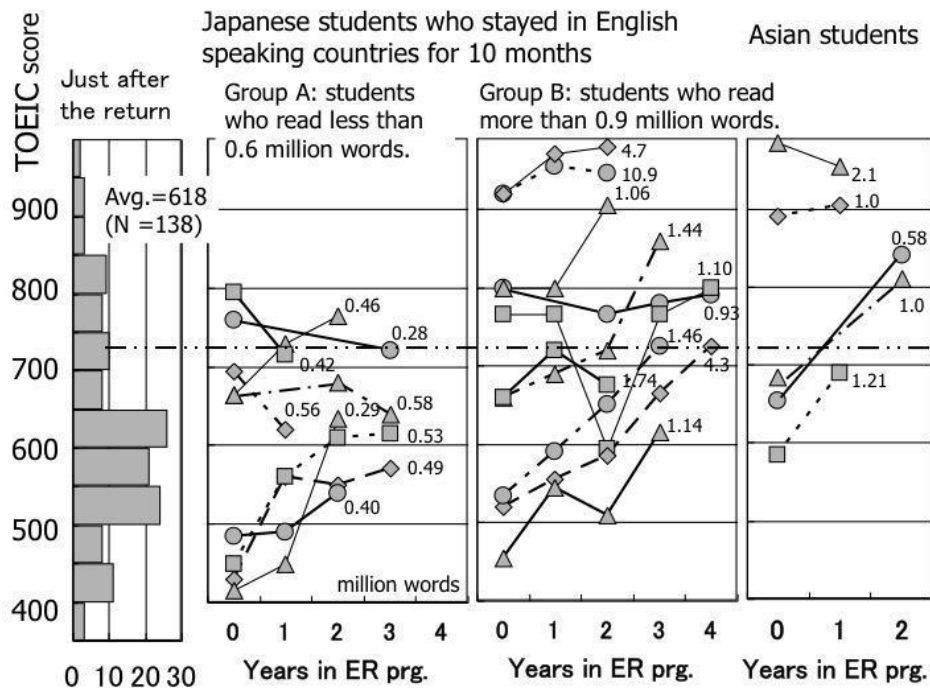 Japanese students who stayed in English
speaking countries for 10 months
Asian students
TOEIC score
Just after
the return
Group A: students
who read less than
0.6 million words.
Group B: students who read
more than 0.9 million words.
Avg.=618
(N =138)
900
800
700
600
500
400
0.46
0.28
0.42
0.56
0.29
0.58
0.53
0.49
0.40
million words
4.7
10.9
1.06
1.44
1.10
0.93
1.46
1.74
4.3
1.14
2.1
1.0
0.58
1.0
1.21
0 10 20 30
0 1 2 3 4
Years in ER prg.
0 1 2 3 4
Years in ER prg.
0 1 2
Years in ER prg.